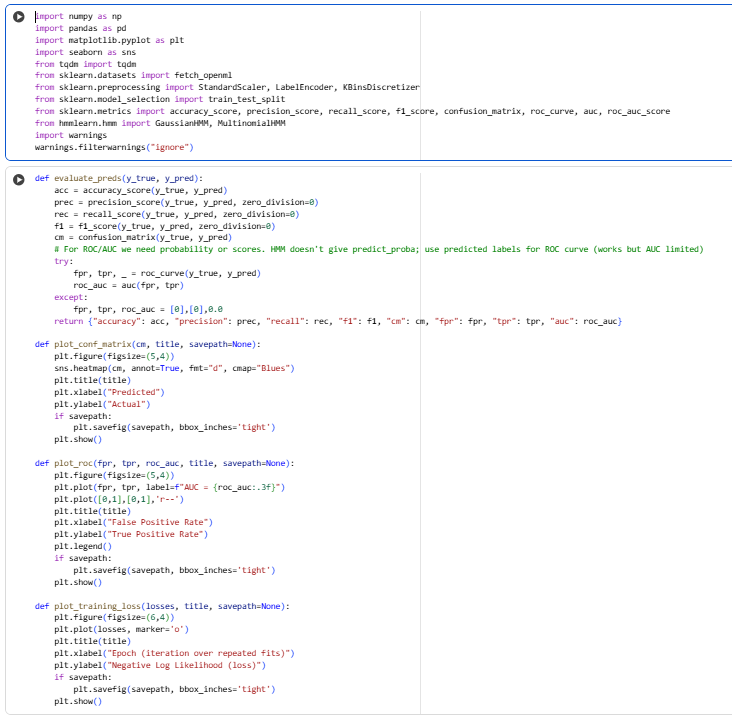 import numpy as np
import pandas as pd
import matplotlib.pyplot as plt
import seaborn as sns
from tqdm import tqdm
from sklearn.datasets import fetch_openml
from sklearn.preprocessing import StandardScaler, LabelEncoder, KBinsDiscretizer
from sklearn.model_selection import train_test_split
from sklearn.metrics import accuracy_score, precision_score, recall_score, f1_score, confusion_matrix, roc_curve, auc, roc_auc_score
from hmmlearn.hmm import GaussianHMM, MultinomialHMM
import warnings
warnings.filterwarnings("ignore")
def evaluate_preds(y_true, y_pred):
    acc = accuracy_score(y_true, y_pred)
    prec = precision_score(y_true, y_pred, zero_division=0)
    rec = recall_score(y_true, y_pred, zero_division=0)
    f1 = f1_score(y_true, y_pred, zero_division=0)
    cm = confusion_matrix(y_true, y_pred)
    # For ROC/AUC we need probability or scores. HMM doesn't give predict_proba; use predicted labels for ROC curve (works but AUC limited)
    try:
        fpr, tpr, _ = roc_curve(y_true, y_pred)
        roc_auc = auc(fpr, tpr)
    except:
        fpr, tpr, roc_auc = [0],[0],0.0
    return {"accuracy": acc, "precision": prec, "recall": rec, "f1": f1, "cm": cm, "fpr": fpr, "tpr": tpr, "auc": roc_auc}
def plot_conf_matrix(cm, title, savepath=None):
    plt.figure(figsize=(5,4))
    sns.heatmap(cm, annot=True, fmt="d", cmap="Blues")
    plt.title(title)
    plt.xlabel("Predicted")
    plt.ylabel("Actual")
    if savepath:
        plt.savefig(savepath, bbox_inches='tight')
    plt.show()
def plot_roc(fpr, tpr, roc_auc, title, savepath=None):
    plt.figure(figsize=(5,4))
    plt.plot(fpr, tpr, label=f"AUC = {roc_auc:.3f}")
    plt.plot([0,1],[0,1],'r--')
    plt.title(title)
    plt.xlabel("False Positive Rate")
    plt.ylabel("True Positive Rate")
    plt.legend()
    if savepath:
        plt.savefig(savepath, bbox_inches='tight')
    plt.show()
def plot_training_loss(losses, title, savepath=None):
    plt.figure(figsize=(6,4))
    plt.plot(losses, marker='o')
    plt.title(title)
    plt.xlabel("Epoch (iteration over repeated fits)")
    plt.ylabel("Negative Log Likelihood (loss)")
    if savepath:
        plt.savefig(savepath, bbox_inches='tight')
    plt.show()